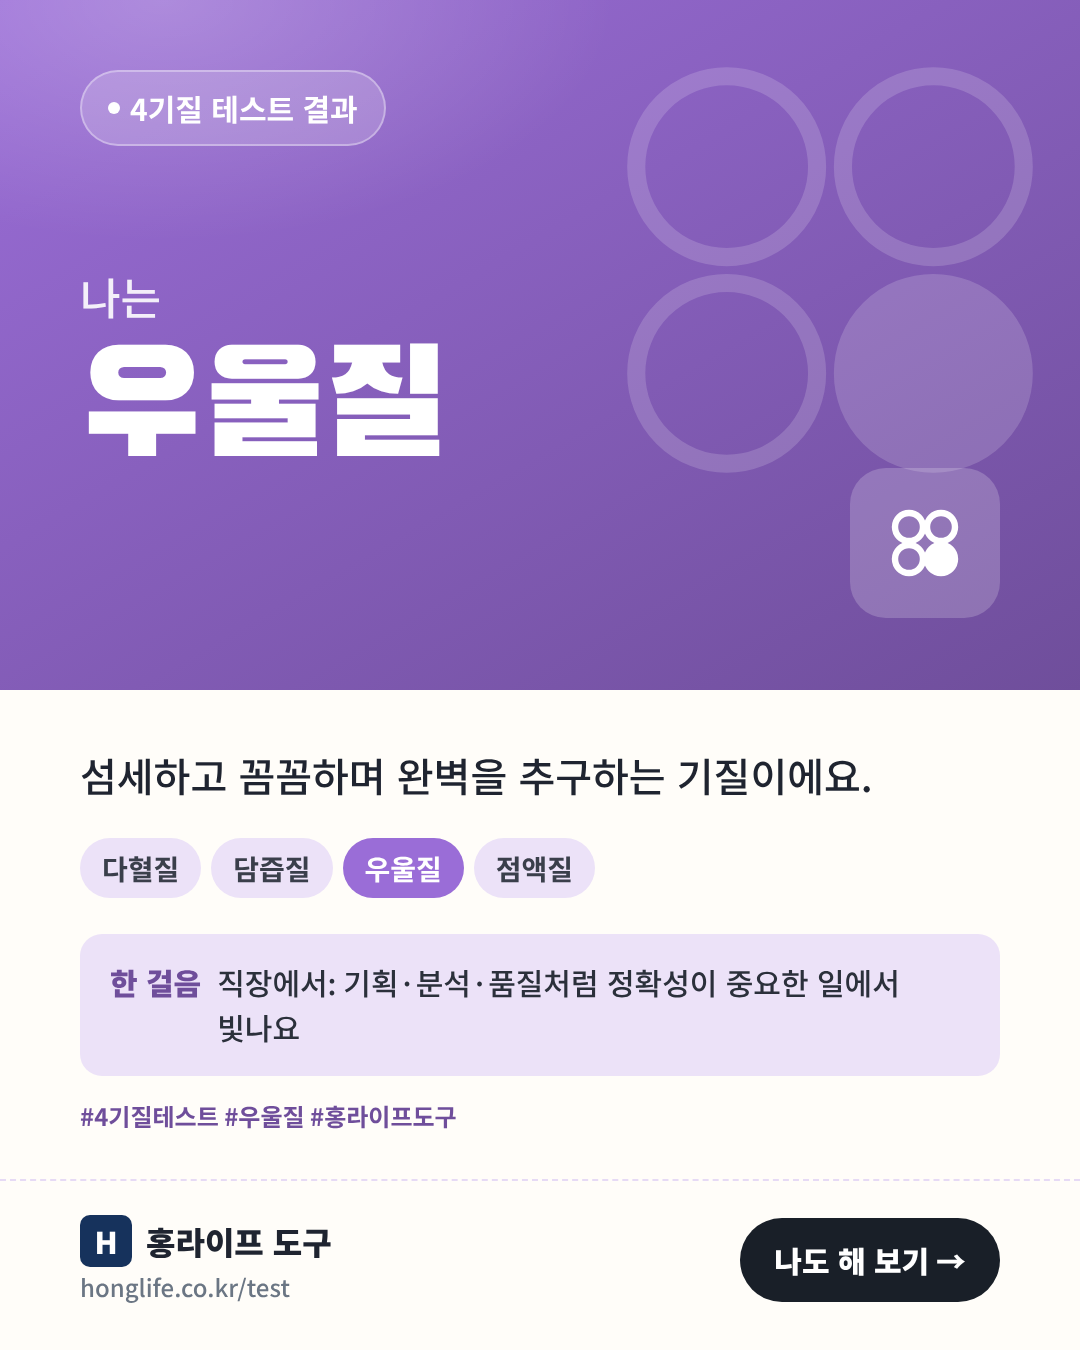 4기질 테스트 결과
나는
우울질
섬세하고 꼼꼼하며 완벽을 추구하는 기질이에요.
다혈질 담즙질 우울질 점액질
한 걸음 직장에서: 기획·분석·품질처럼 정확성이 중요한 일에서
빛나요
#4기질테스트 #우울질 #홍라이프도구
H 홍라이프 도구
honglife.co.kr/test
나도 해 보기 →